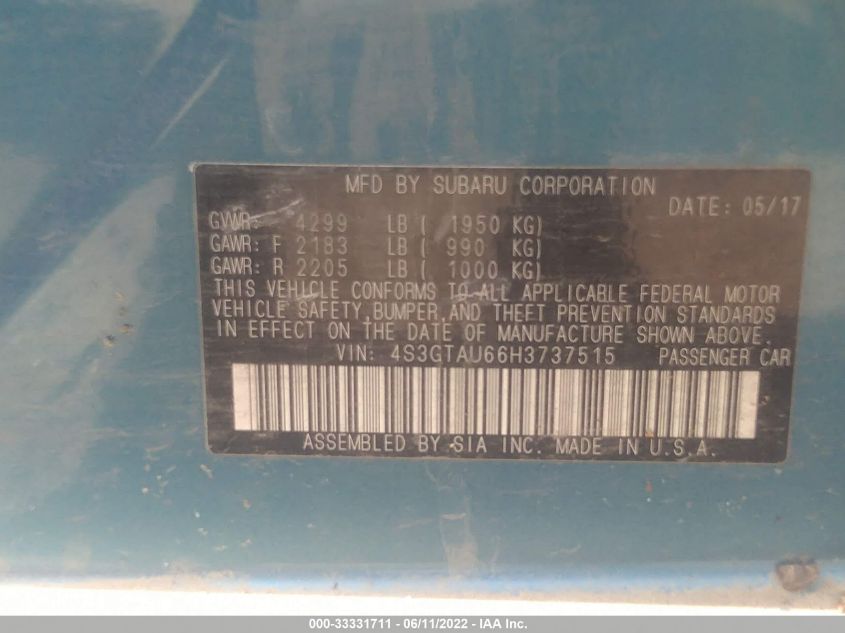 MFD BY SUBARU CORPORATION
DATE: 05/17
GVWR: 4299 LB ( 1950 KG)
GAWR: F 2183 LB ( 990 KG)
GAWR: R 2205 LB ( 1000 KG)
THIS VEHICLE CONFORMS TO ALL APPLICABLE FEDERAL MOTOR
VEHICLE SAFETY, BUMPER, AND THEFT PREVENTION STANDARDS
IN EFFECT ON THE DATE OF MANUFACTURE SHOWN ABOVE.
VIN: 4S3GTAU66H3737515 PASSENGER CAR
ASSEMBLED BY SIA INC. MADE IN U.S.A.
000-33331711 - 06/11/2022 - IAA Inc.